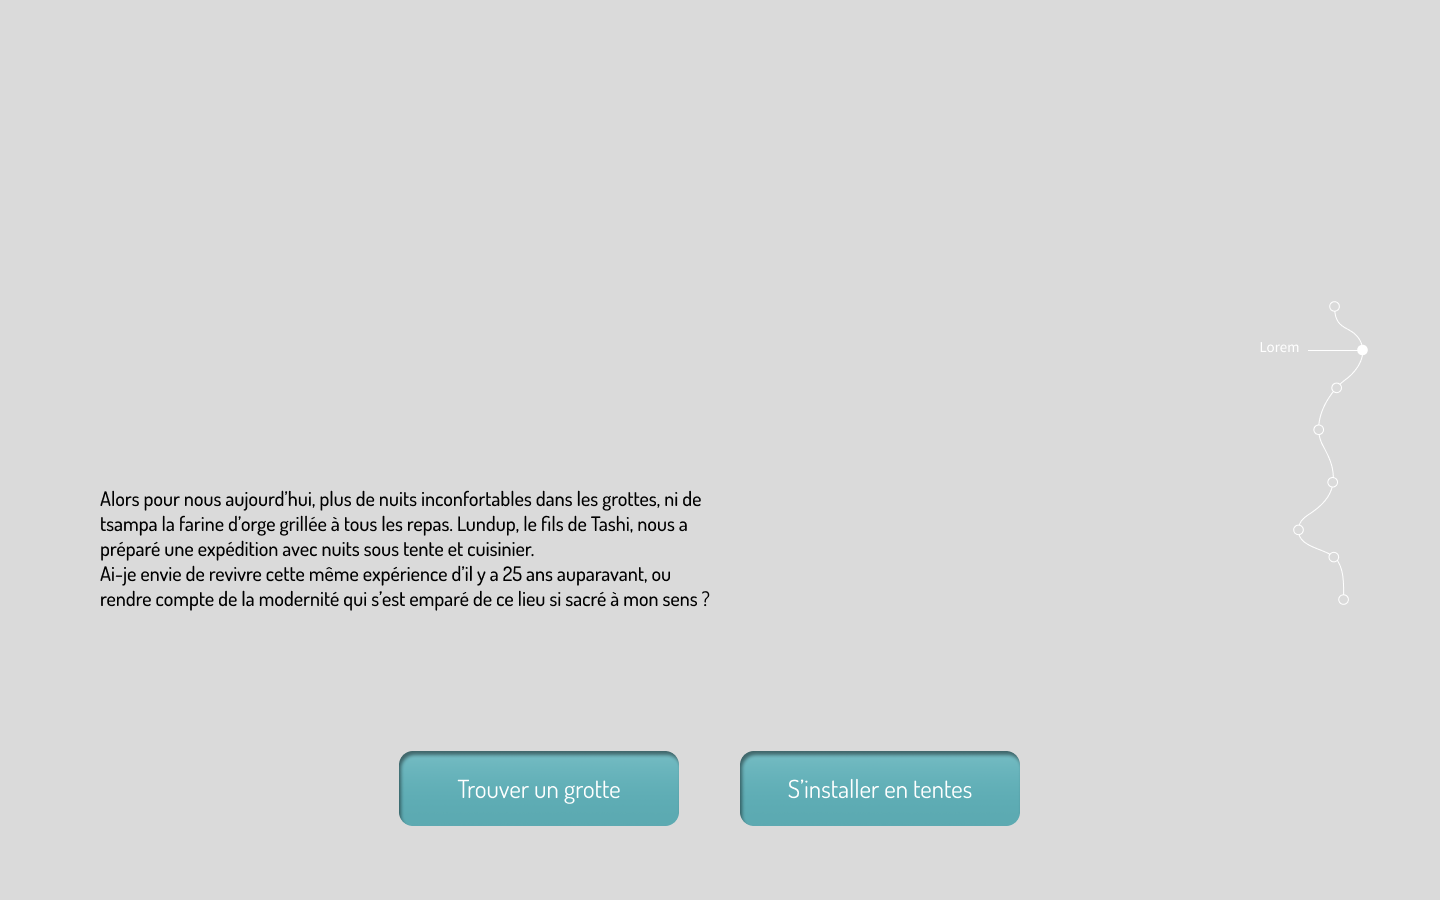 Lorem
Alors pour nous aujourd’hui, plus de nuits inconfortables dans les grottes, ni de
tsampa la farine d’orge grillée à tous les repas. Lundup, le fils de Tashi, nous a
préparé une expédition avec nuits sous tente et cuisinier.
Ai-je envie de revivre cette même expérience d’il y a 25 ans auparavant, ou
rendre compte de la modernité qui s’est emparé de ce lieu si sacré à mon sens ?
Trouver un grotte
S’installer en tentes